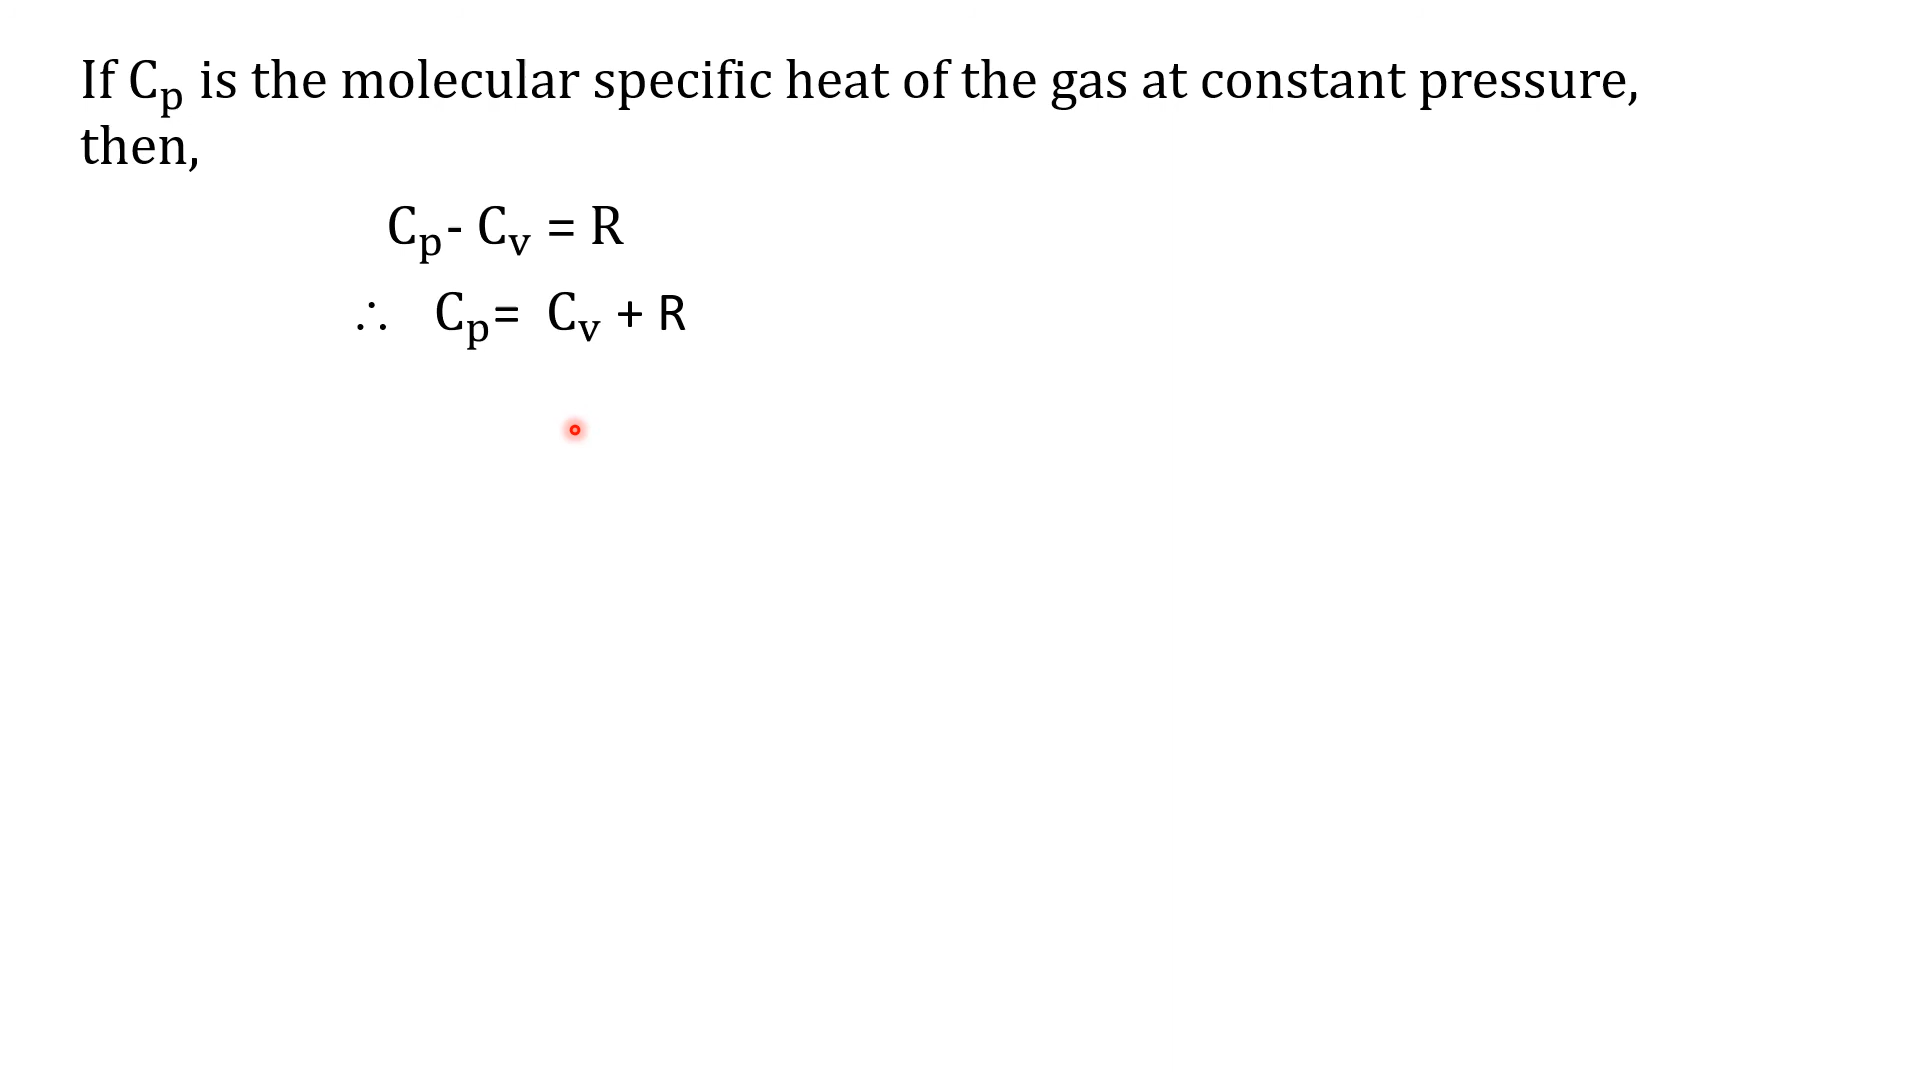 If Cₚ is the molecular specific heat of the gas at constant pressure,
then,
Cₚ- Cᵥ = R
∴ Cₚ= Cᵥ + R